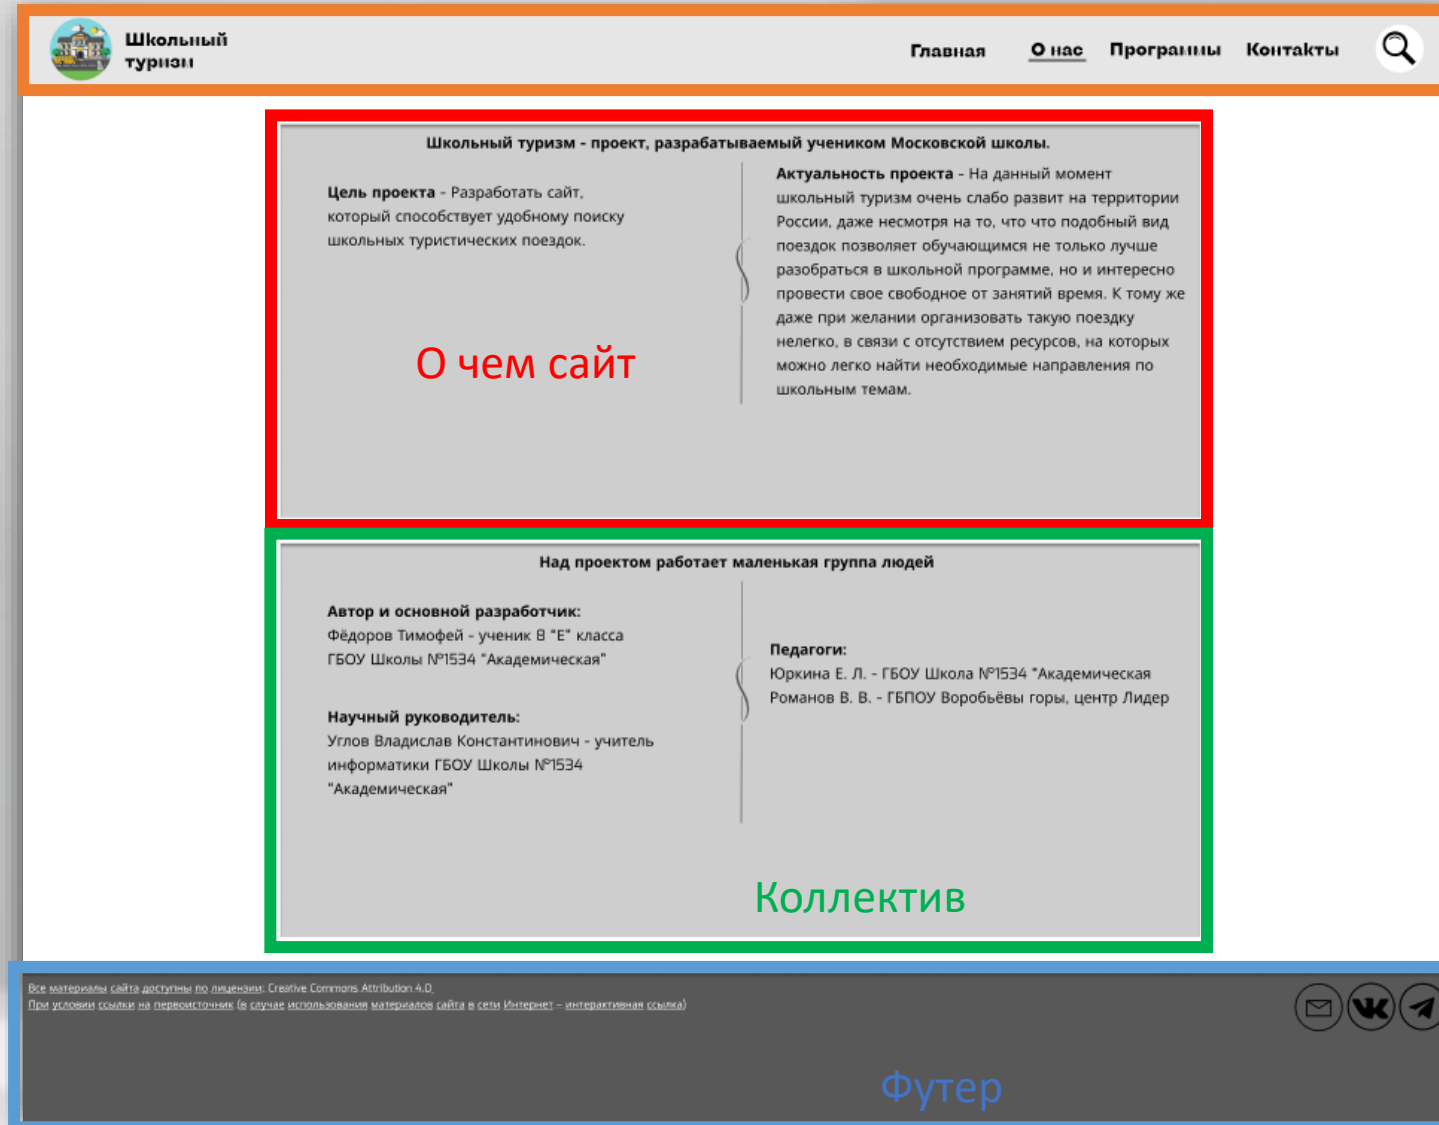 Школьный
туризм
Главная
О нас
Программы
Контакты
Школьный туризм - проект, разрабатываемый учеником Московской школы.
Цель проекта - Разработать сайт,
который способствует удобному поиску
школьных туристических поездок.
Актуальность проекта - На данный момент
школьный туризм очень слабо развит на территории
России, даже несмотря на то, что что подобный вид
поездок позволяет обучающимся не только лучше
разобраться в школьной программе, но и интересно
провести свое свободное от занятий время. К тому же
даже при желании организовать такую поездку
нелегко, в связи с отсутствием ресурсов, на которых
можно легко найти необходимые направления по
школьным темам.
О чем сайт
Над проектом работает маленькая группа людей
Автор и основной разработчик:
Фёдоров Тимофей - ученик 8 "Е" класса
ГБОУ Школы №1534 "Академическая"
Научный руководитель:
Углов Владислав Константинович - учитель
информатики ГБОУ Школы №1534
"Академическая"
Педагоги:
Юркина Е. Л. - ГБОУ Школа №1534 "Академическая
Романов В. В. - ГБПОУ Воробьёвы горы, центр Лидер
Коллектив
Все материалы сайта доступны по лицензии: Creative Commons Attribution 4.0
При условии ссылки на первоисточник (в случае использования материалов сайта в сети Интернет – интерактивная ссылка)
Футер